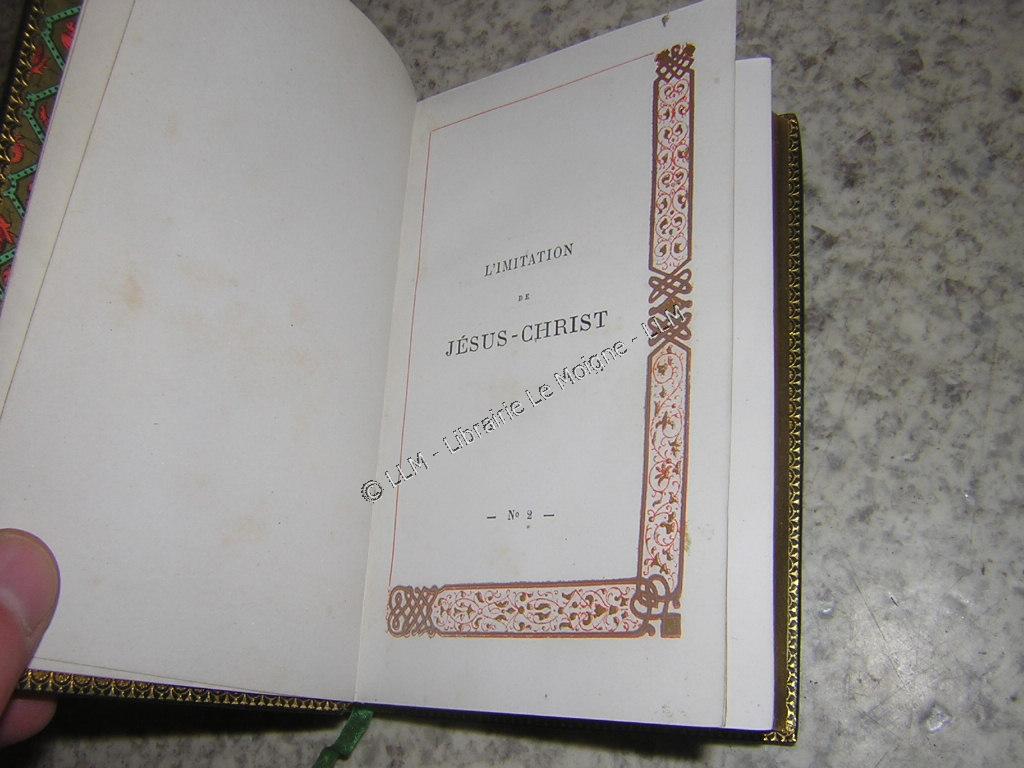 L'IMITATION
DE
JÉSUS-CHRIST
© LLM - Librairie Le Moigne - LLM
— Nº 2 —